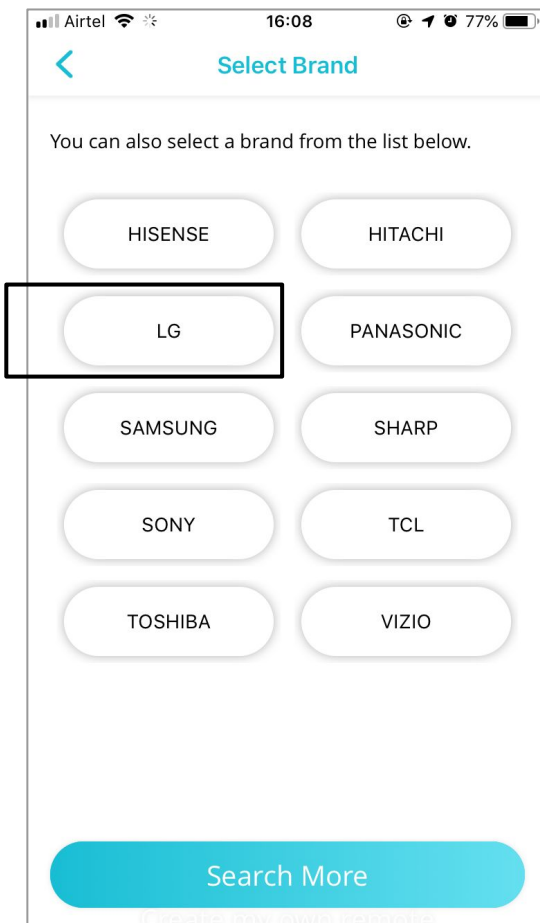 Airtel 16:08 77%
Select Brand
You can also select a brand from the list below.
HISENSE HITACHI
LG PANASONIC
SAMSUNG SHARP
SONY TCL
TOSHIBA VIZIO
Search More